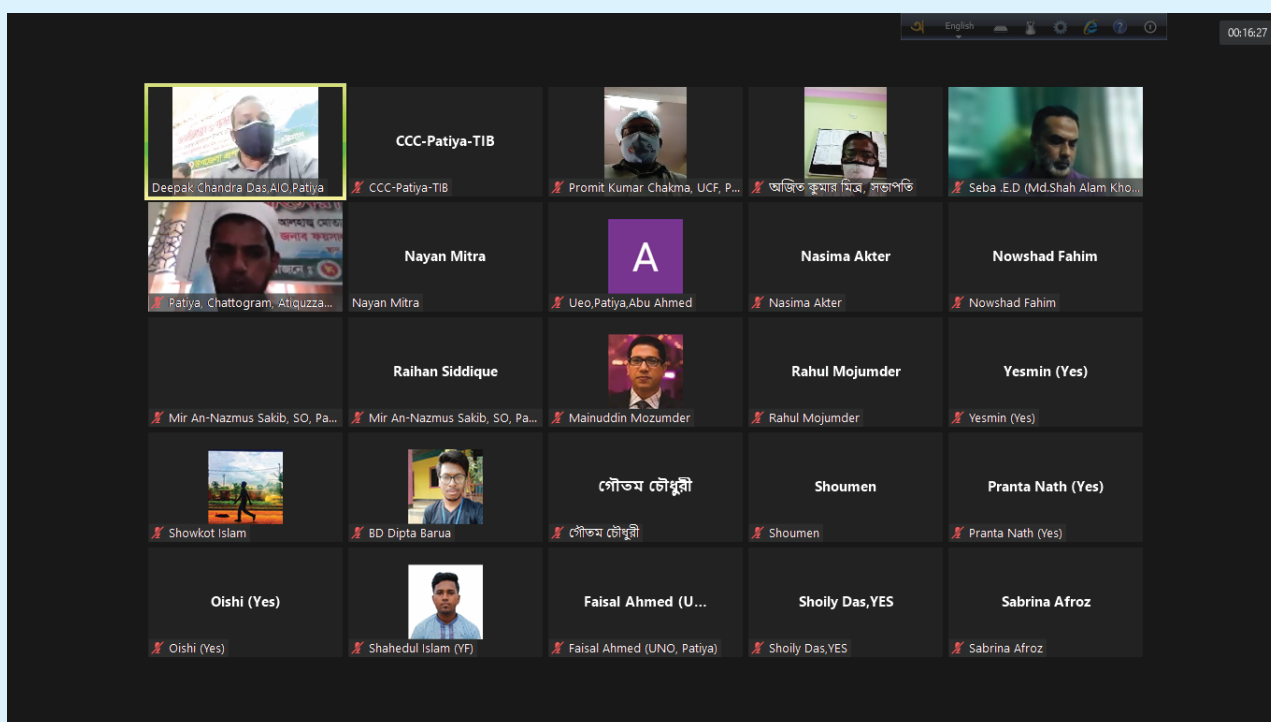 অ English
00:16:27
Deepak Chandra Das,AIO,Patiya
CCC-Patiya-TIB
CCC-Patiya-TIB
Promit Kumar Chakma, UCF, P...
অজিত কুমার মিত্র, সভাপতি
Seba .E.D (Md.Shah Alam Kho...
আলহাজ্ব
জনাব
Patiya, Chattogram, Atiquzza...
Nayan Mitra
Nayan Mitra
A
Ueo,Patiya,Abu Ahmed
Nasima Akter
Nasima Akter
Nowshad Fahim
Nowshad Fahim
Mir An-Nazmus Sakib, SO, Pa...
Raihan Siddique
Mir An-Nazmus Sakib, SO, Pa...
Mainuddin Mozumder
Rahul Mojumder
Rahul Mojumder
Yesmin (Yes)
Yesmin (Yes)
Showkot Islam
BD Dipta Barua
গৌতম চৌধুরী
গৌতম চৌধুরী
Shoumen
Shoumen
Pranta Nath (Yes)
Pranta Nath (Yes)
Oishi (Yes)
Oishi (Yes)
Shahedul Islam (YF)
Faisal Ahmed (U...
Faisal Ahmed (UNO, Patiya)
Shoily Das,YES
Shoily Das,YES
Sabrina Afroz
Sabrina Afroz